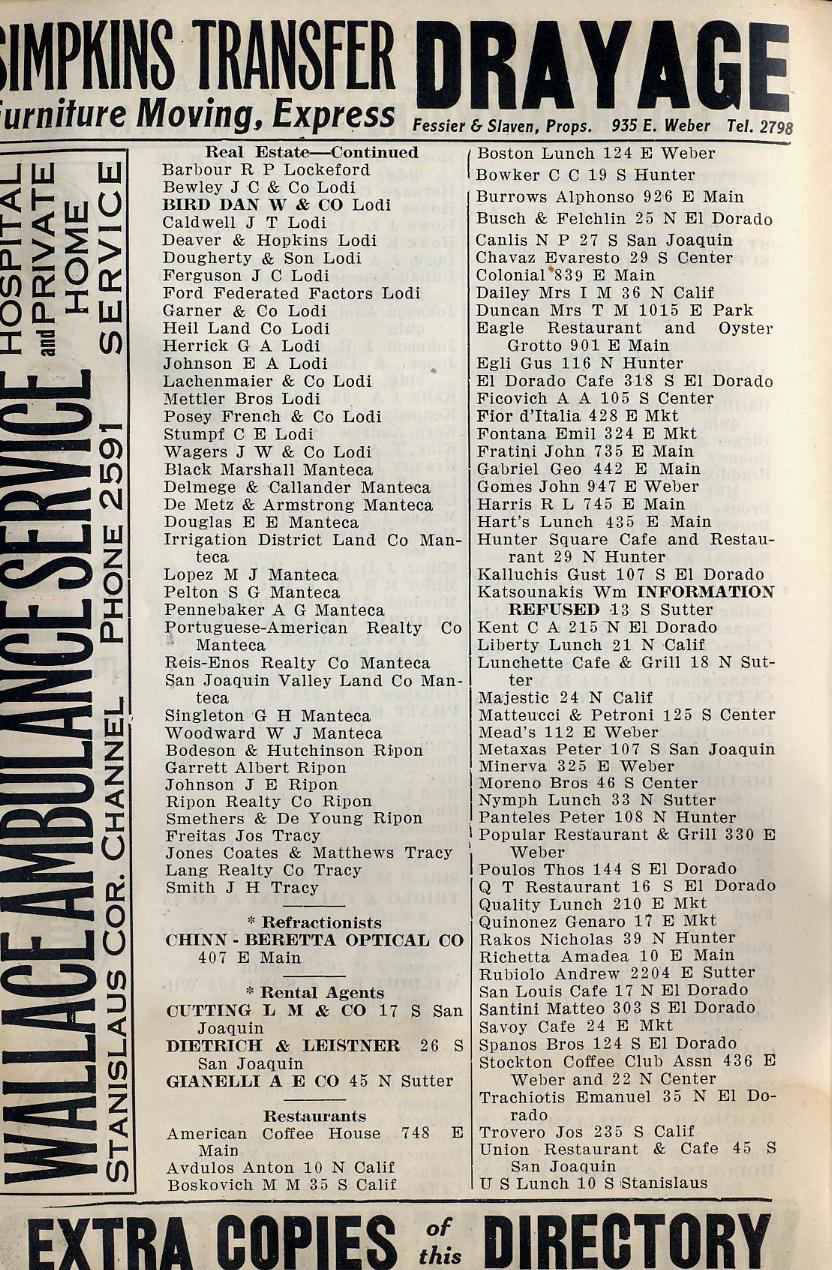 SIMPKINS TRANSFER DRAYAGE
Furniture Moving, Express Fessier & Slaven, Props. 935 E. Weber Tel. 2798
WALLACE AMBULANCE SERVICE HOSPITAL and PRIVATE HOME SERVICE
STANISLAUS COR. CHANNEL PHONE 2591
Real Estate—Continued
Barbour R P Lockeford
Bewley J C & Co Lodi
BIRD DAN W & CO Lodi
Caldwell J T Lodi
Deaver & Hopkins Lodi
Dougherty & Son Lodi
Ferguson J C Lodi
Ford Federated Factors Lodi
Garner & Co Lodi
Heil Land Co Lodi
Herrick G A Lodi
Johnson E A Lodi
Lachenmaier & Co Lodi
Mettler Bros Lodi
Posey French & Co Lodi
Stumpf C E Lodi
Wagers J W & Co Lodi
Black Marshall Manteca
Delmege & Callander Manteca
De Metz & Armstrong Manteca
Douglas E E Manteca
Irrigation District Land Co Man-
teca
Lopez M J Manteca
Pelton S G Manteca
Pennebaker A G Manteca
Portuguese-American Realty Co
Manteca
Reis-Enos Realty Co Manteca
San Joaquin Valley Land Co Man-
teca
Singleton G H Manteca
Woodward W J Manteca
Bodeson & Hutchinson Ripon
Garrett Albert Ripon
Johnson J E Ripon
Ripon Realty Co Ripon
Smethers & De Young Ripon
Freitas Jos Tracy
Jones Coates & Matthews Tracy
Lang Realty Co Tracy
Smith J H Tracy
* Refractionists
CHINN - BERETTA OPTICAL CO
407 E Main
* Rental Agents
CUTTING L M & CO 17 S San
Joaquin
DIETRICH & LEISTNER 26 S
San Joaquin
GIANELLI A E CO 45 N Sutter
Restaurants
American Coffee House 748 E
Main
Avdulos Anton 10 N Calif
Boskovich M M 35 S Calif
Boston Lunch 124 E Weber
Bowker C C 19 S Hunter
Burrows Alphonso 926 E Main
Busch & Felchlin 25 N El Dorado
Canlis N P 27 S San Joaquin
Chavaz Evaresto 29 S Center
Colonial 839 E Main
Dailey Mrs I M 36 N Calif
Duncan Mrs T M 1015 E Park
Eagle Restaurant and Oyster
Grotto 901 E Main
Egli Gus 116 N Hunter
El Dorado Cafe 318 S El Dorado
Ficovich A A 105 S Center
Fior d'Italia 428 E Mkt
Fontana Emil 324 E Mkt
Fratini John 735 E Main
Gabriel Geo 442 E Main
Gomes John 947 E Weber
Harris R L 745 E Main
Hart's Lunch 435 E Main
Hunter Square Cafe and Restau-
rant 29 N Hunter
Kalluchis Gust 107 S El Dorado
Katsounakis Wm INFORMATION
REFUSED 13 S Sutter
Kent C A 215 N El Dorado
Liberty Lunch 21 N Calif
Lunchette Cafe & Grill 18 N Sut-
ter
Majestic 24 N Calif
Matteucci & Petroni 125 S Center
Mead's 112 E Weber
Metaxas Peter 107 S San Joaquin
Minerva 325 E Weber
Moreno Bros 46 S Center
Nymph Lunch 33 N Sutter
Panteles Peter 108 N Hunter
Popular Restaurant & Grill 330 E
Weber
Poulos Thos 144 S El Dorado
Q T Restaurant 16 S El Dorado
Quality Lunch 210 E Mkt
Quinonez Genaro 17 E Mkt
Rakos Nicholas 39 N Hunter
Richetta Amadea 10 E Main
Rubiolo Andrew 2204 E Sutter
San Louis Cafe 17 N El Dorado
Santini Matteo 303 S El Dorado
Savoy Cafe 24 E Mkt
Spanos Bros 124 S El Dorado
Stockton Coffee Club Assn 436 E
Weber and 22 N Center
Trachiotis Emanuel 35 N El Do-
rado
Trovero Jos 235 S Calif
Union Restaurant & Cafe 45 S
San Joaquin
U S Lunch 10 S Stanislaus
EXTRA COPIES of this DIRECTORY